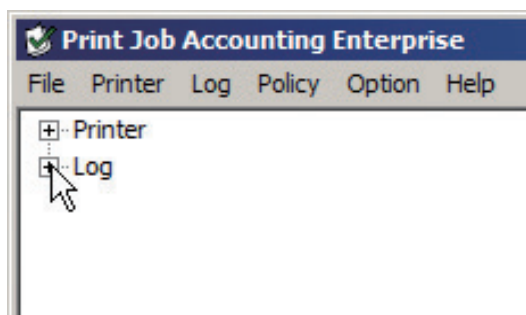 Print Job Accounting Enterprise
File Printer Log Policy Option Help
Printer
Log